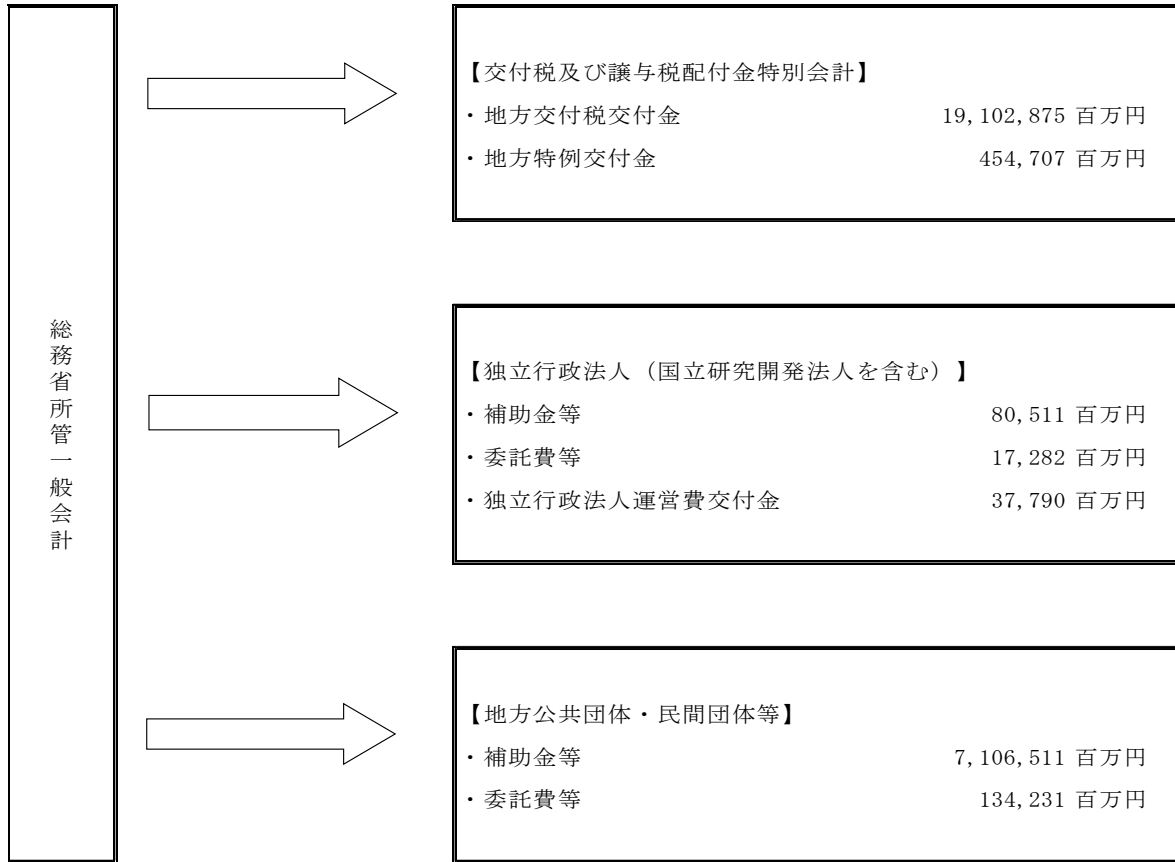 総務省所管一般会計
【交付税及び譲与税配付金特別会計】
・地方交付税交付金 19,102,875 百万円
・地方特例交付金 454,707 百万円
【独立行政法人（国立研究開発法人を含む）】
・補助金等 80,511 百万円
・委託費等 17,282 百万円
・独立行政法人運営費交付金 37,790 百万円
【地方公共団体・民間団体等】
・補助金等 7,106,511 百万円
・委託費等 134,231 百万円